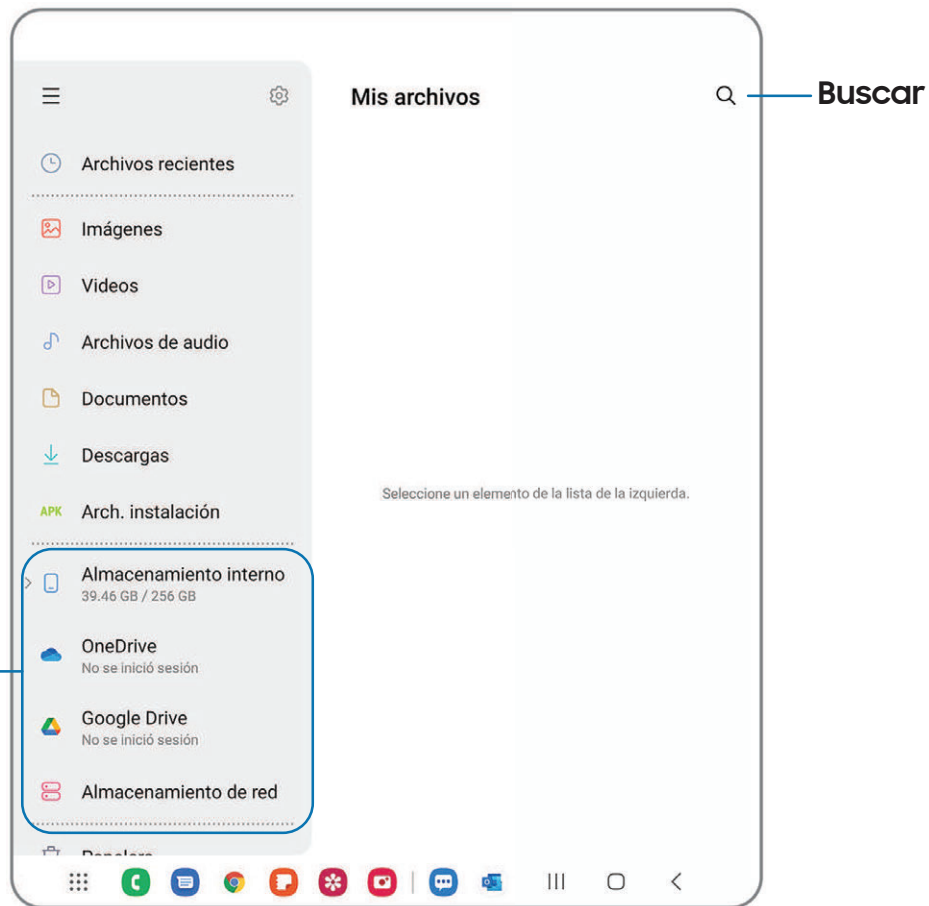 Mis archivos
Buscar
Archivos recientes
Imágenes
Videos
Archivos de audio
Documentos
Descargas
APK Arch. instalación
Almacenamiento interno
39.46 GB / 256 GB
OneDrive
No se inició sesión
Google Drive
No se inició sesión
Almacenamiento de red
Seleccione un elemento de la lista de la izquierda.